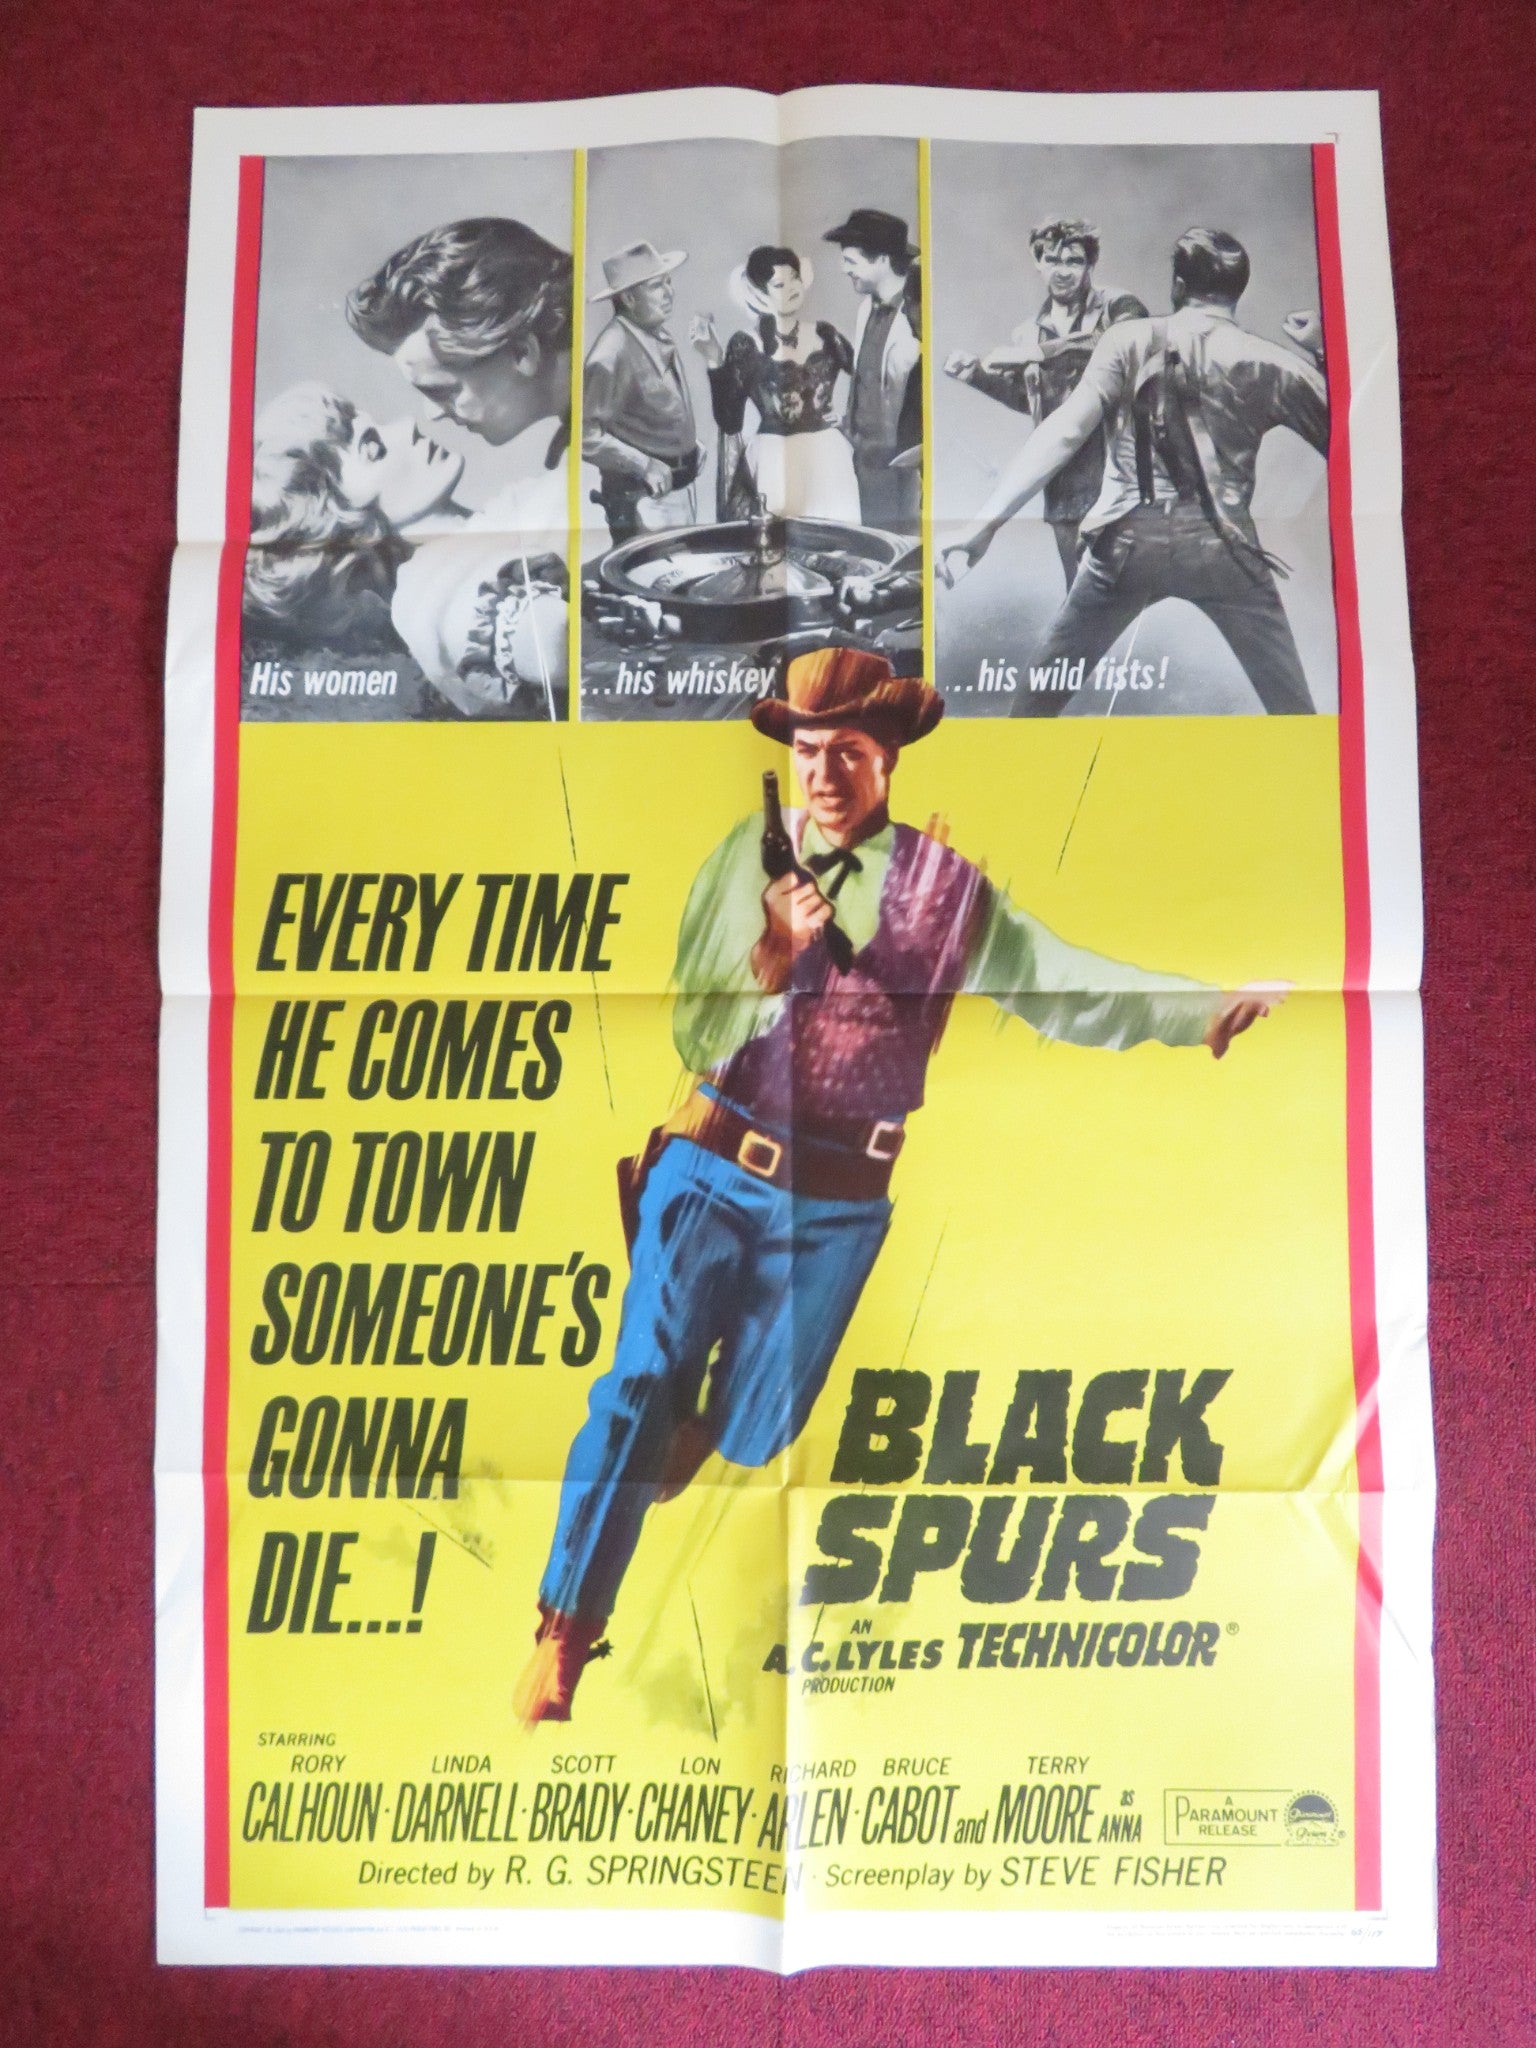 His women
...his whiskey
...his wild fists!
EVERY TIME
HE COMES
TO TOWN
SOMEONE'S
GONNA
DIE...!
BLACK
SPURS
AN
A.C. LYLES TECHNICOLOR®
PRODUCTION
STARRING
RORY LINDA SCOTT LON RICHARD BRUCE TERRY
CALHOUN · DARNELL · BRADY · CHANEY · ARLEN · CABOT and MOORE as ANNA
A
PARAMOUNT
RELEASE
Directed by R. G. SPRINGSTEEN · Screenplay by STEVE FISHER
65/117